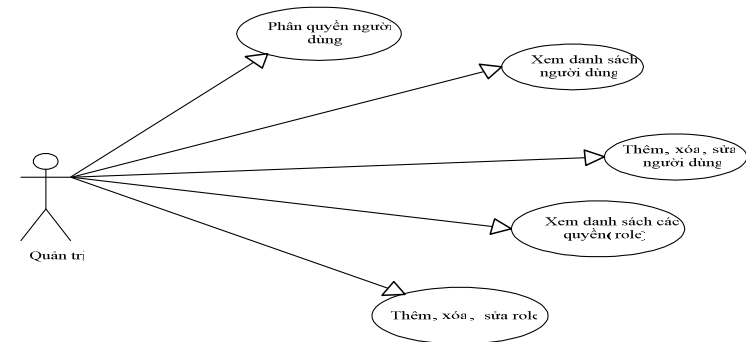 Phân quyền người
dùng
Xem danh sách
người dùng
Thêm, xóa, sửa
người dùng
Xem danh sách các
quyền(role)
Thêm, xóa, sửa role
Quản trị